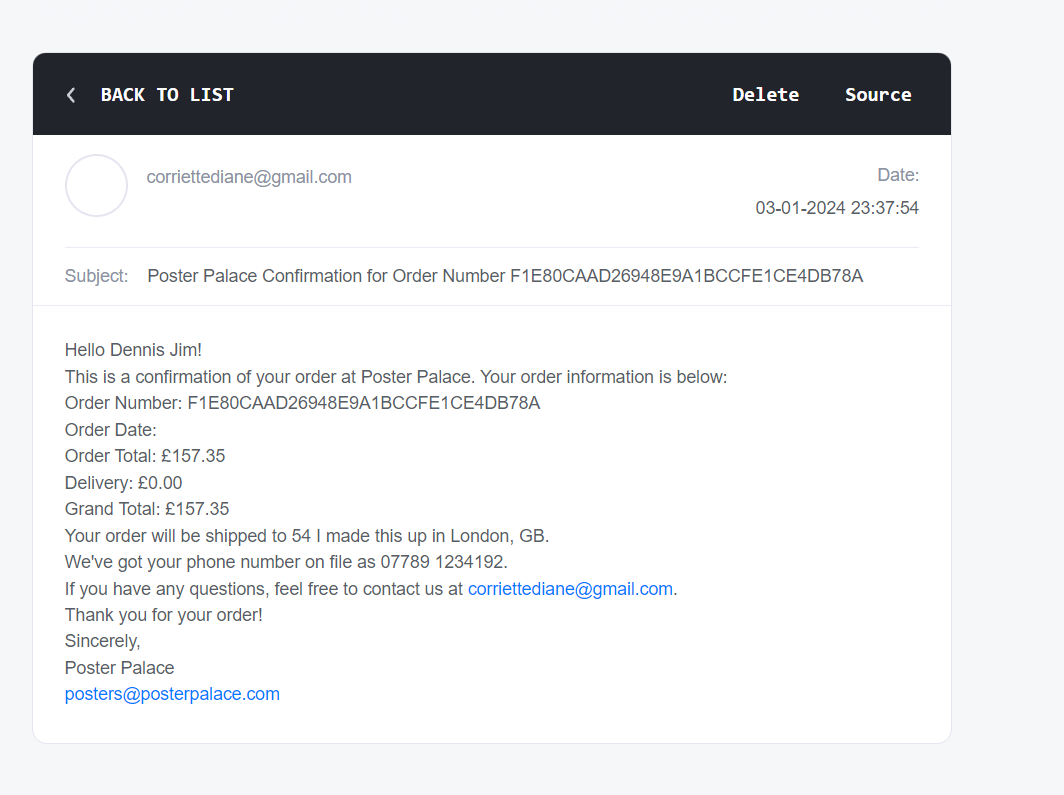 BACK TO LIST Delete Source
corriettediane@gmail.com
Date:
03-01-2024 23:37:54
Subject: Poster Palace Confirmation for Order Number F1E80CAAD26948E9A1BCCFE1CE4DB78A
Hello Dennis Jim!
This is a confirmation of your order at Poster Palace. Your order information is below:
Order Number: F1E80CAAD26948E9A1BCCFE1CE4DB78A
Order Date:
Order Total: £157.35
Delivery: £0.00
Grand Total: £157.35
Your order will be shipped to 54 I made this up in London, GB.
We've got your phone number on file as 07789 1234192.
If you have any questions, feel free to contact us at corriettediane@gmail.com.
Thank you for your order!
Sincerely,
Poster Palace
posters@posterpalace.com